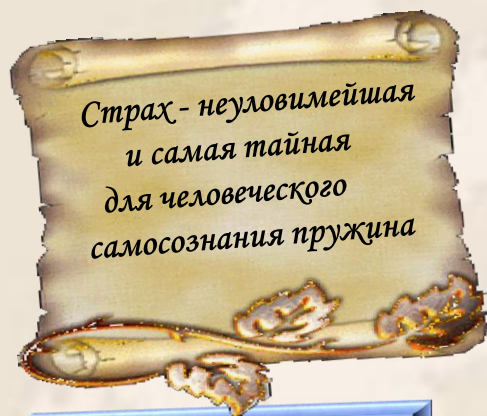 Страх - неуловимейшая
и самая тайная
для человеческого
самосознания пружина